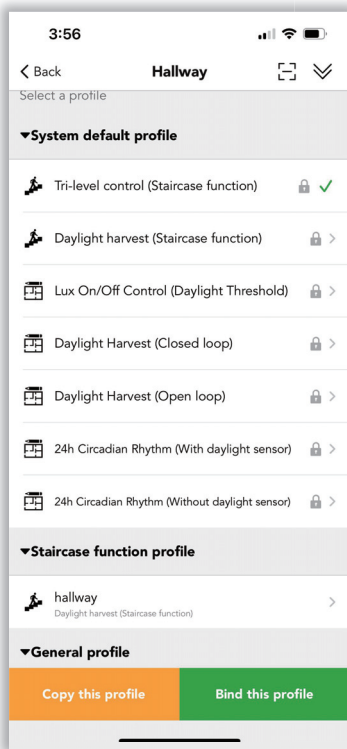 3:56
Back
Hallway
Select a profile
▾System default profile
Tri-level control (Staircase function)
Daylight harvest (Staircase function)
Lux On/Off Control (Daylight Threshold)
Daylight Harvest (Closed loop)
Daylight Harvest (Open loop)
24h Circadian Rhythm (With daylight sensor)
24h Circadian Rhythm (Without daylight sensor)
▾Staircase function profile
hallway
Daylight harvest (Staircase function)
▾General profile
Copy this profile
Bind this profile